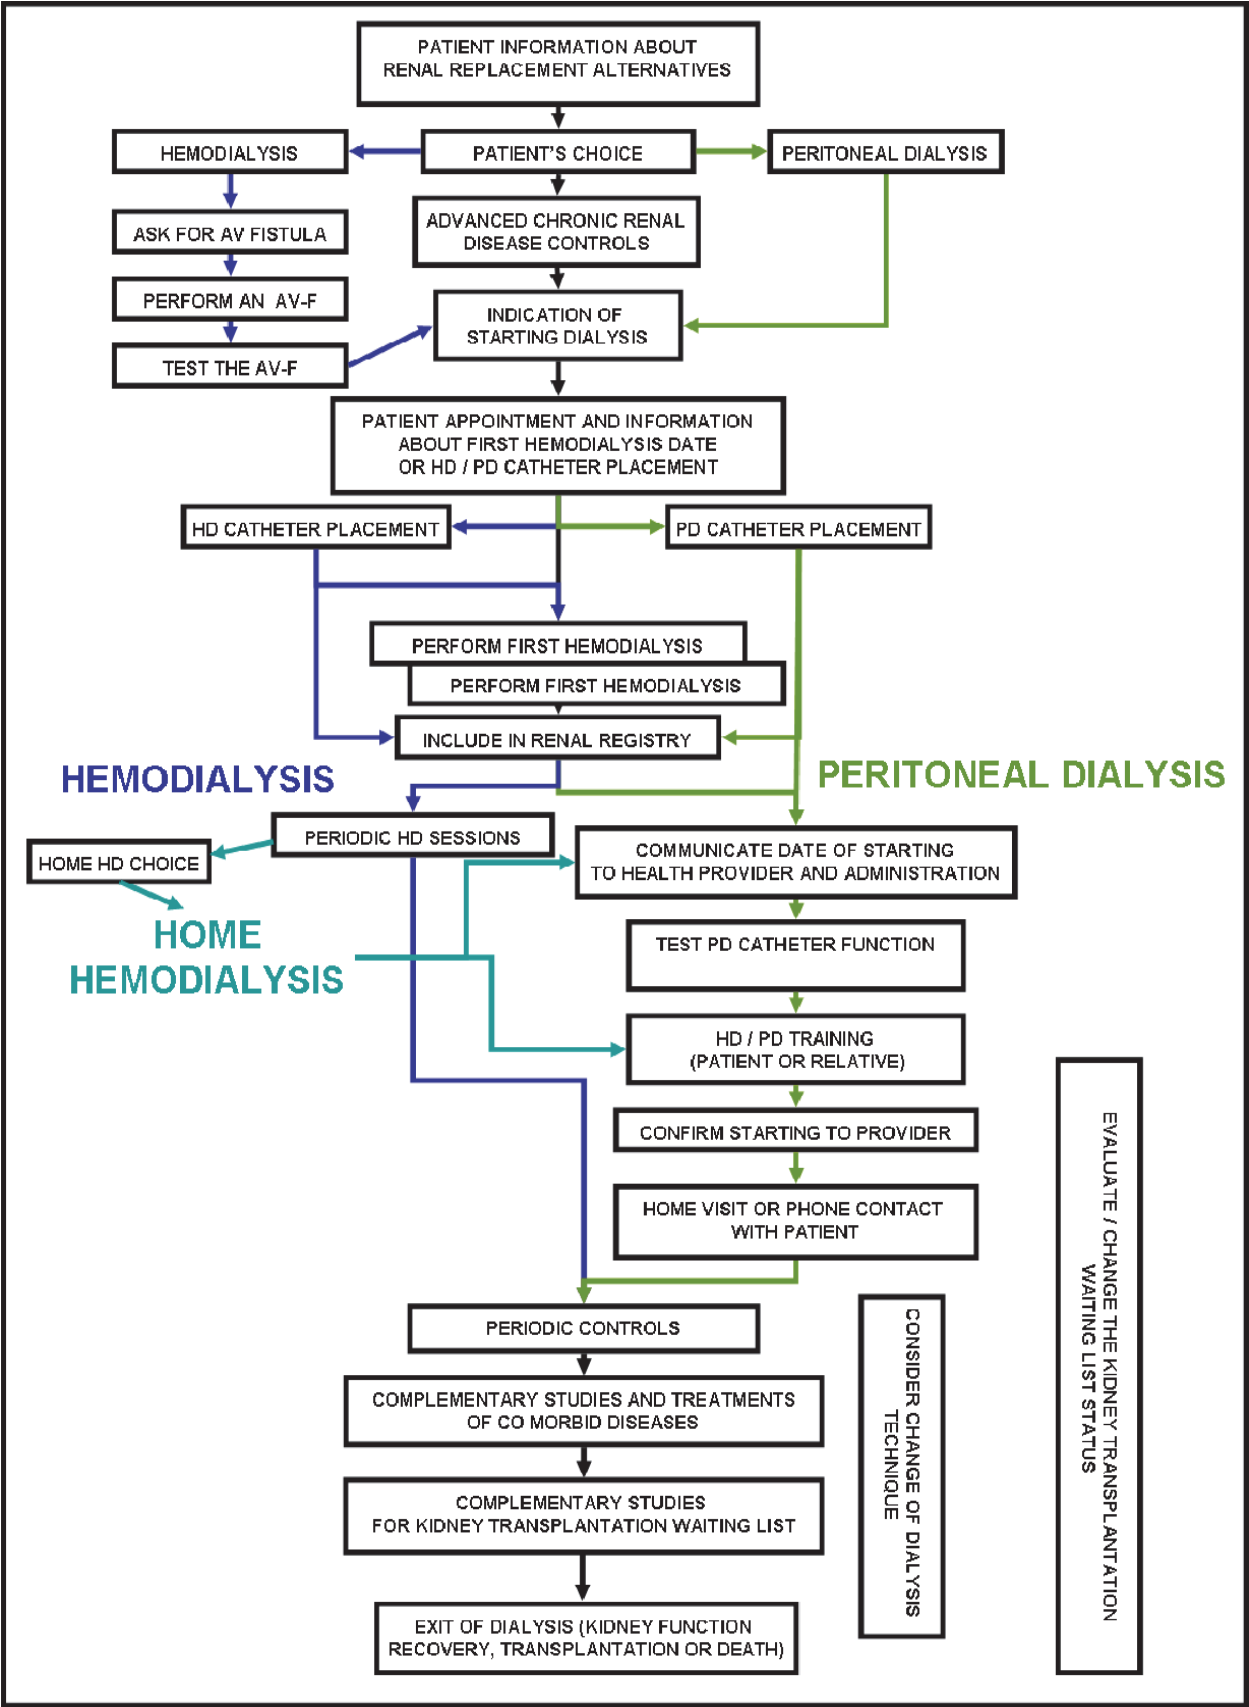 PATIENT INFORMATION ABOUT
RENAL REPLACEMENT ALTERNATIVES
HEMODIALYSIS
PATIENT'S CHOICE
PERITONEAL DIALYSIS
ASK FOR AV FISTULA
ADVANCED CHRONIC RENAL
DISEASE CONTROLS
PERFORM AN AV-F
INDICATION OF
STARTING DIALYSIS
TEST THE AV-F
PATIENT APPOINTMENT AND INFORMATION
ABOUT FIRST HEMODIALYSIS DATE
OR HD / PD CATHETER PLACEMENT
HD CATHETER PLACEMENT
PD CATHETER PLACEMENT
PERFORM FIRST HEMODIALYSIS
PERFORM FIRST HEMODIALYSIS
INCLUDE IN RENAL REGISTRY
HEMODIALYSIS
PERITONEAL DIALYSIS
PERIODIC HD SESSIONS
HOME HD CHOICE
COMMUNICATE DATE OF STARTING
TO HEALTH PROVIDER AND ADMINISTRATION
HOME
HEMODIALYSIS
TEST PD CATHETER FUNCTION
HD / PD TRAINING
(PATIENT OR RELATIVE)
CONFIRM STARTING TO PROVIDER
HOME VISIT OR PHONE CONTACT
WITH PATIENT
PERIODIC CONTROLS
COMPLEMENTARY STUDIES AND TREATMENTS
OF CO MORBID DISEASES
COMPLEMENTARY STUDIES
FOR KIDNEY TRANSPLANTATION WAITING LIST
EXIT OF DIALYSIS (KIDNEY FUNCTION
RECOVERY, TRANSPLANTATION OR DEATH)
CONSIDER CHANGE OF DIALYSIS
TECHNIQUE
EVALUATE / CHANGE THE KIDNEY TRANSPLANTATION
WAITING LIST STATUS